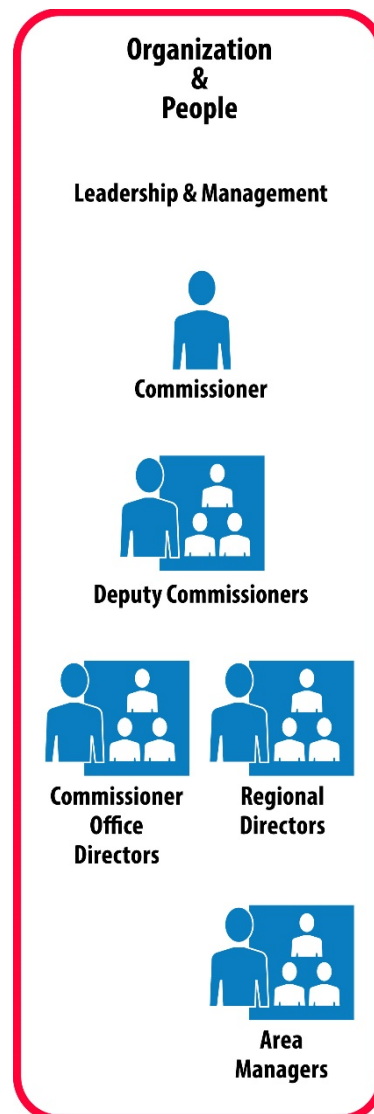 Organization
&
People
Leadership & Management
Commissioner
Deputy Commissioners
Commissioner
Office
Directors
Regional
Directors
Area
Managers